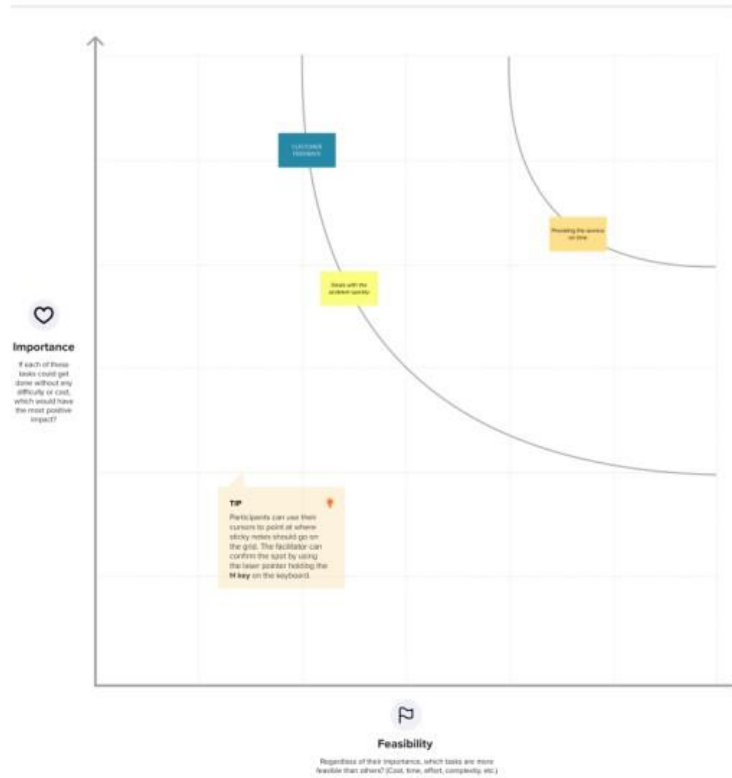 CUSTOMER
FEEDBACK
Providing the service
on time
Deals with the
problem quickly
Importance
If each of these
tasks could get
done without any
difficulty or cost,
which would have
the most positive
impact?
TIP
Participants can use their
cursors to point at where
sticky notes should go on
the grid. The facilitator can
confirm the spot by using
the laser pointer holding the
H key on the keyboard.
Feasibility
Regardless of their importance, which tasks are more
feasible than others? (Cost, time, effort, complexity, etc.)